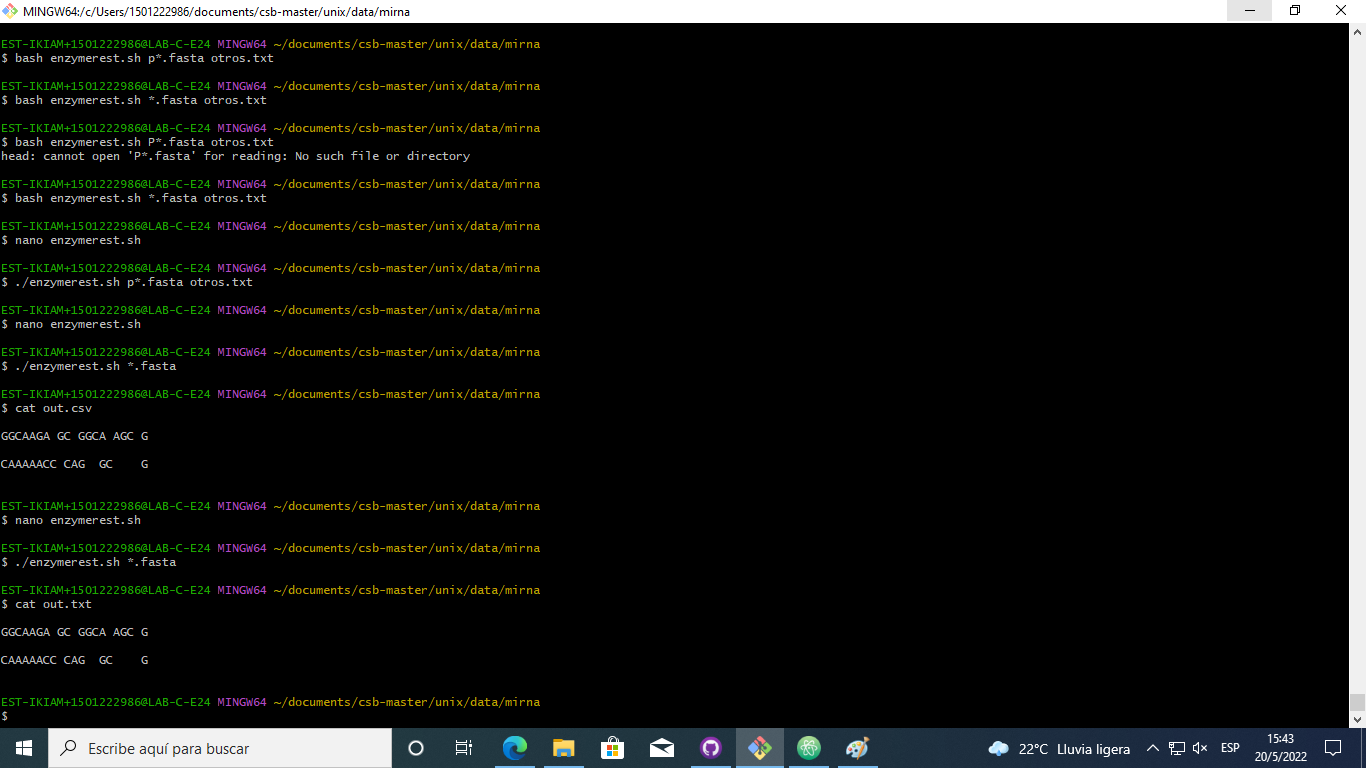 MINGW64:/c/Users/1501222986/documents/csb-master/unix/data/mirna
EST-IKIAM+1501222986@LAB-C-E24 MINGW64 ~/documents/csb-master/unix/data/mirna
$ bash enzymerest.sh p*.fasta otros.txt
EST-IKIAM+1501222986@LAB-C-E24 MINGW64 ~/documents/csb-master/unix/data/mirna
$ bash enzymerest.sh *.fasta otros.txt
EST-IKIAM+1501222986@LAB-C-E24 MINGW64 ~/documents/csb-master/unix/data/mirna
$ bash enzymerest.sh P*.fasta otros.txt
head: cannot open 'P*.fasta' for reading: No such file or directory
EST-IKIAM+1501222986@LAB-C-E24 MINGW64 ~/documents/csb-master/unix/data/mirna
$ bash enzymerest.sh *.fasta otros.txt
EST-IKIAM+1501222986@LAB-C-E24 MINGW64 ~/documents/csb-master/unix/data/mirna
$ nano enzymerest.sh
EST-IKIAM+1501222986@LAB-C-E24 MINGW64 ~/documents/csb-master/unix/data/mirna
$ ./enzymerest.sh p*.fasta otros.txt
EST-IKIAM+1501222986@LAB-C-E24 MINGW64 ~/documents/csb-master/unix/data/mirna
$ nano enzymerest.sh
EST-IKIAM+1501222986@LAB-C-E24 MINGW64 ~/documents/csb-master/unix/data/mirna
$ ./enzymerest.sh *.fasta
EST-IKIAM+1501222986@LAB-C-E24 MINGW64 ~/documents/csb-master/unix/data/mirna
$ cat out.csv
GGCAAGA GC GGCA AGC G
CAAAAACC CAG  GC    G
EST-IKIAM+1501222986@LAB-C-E24 MINGW64 ~/documents/csb-master/unix/data/mirna
$ nano enzymerest.sh
EST-IKIAM+1501222986@LAB-C-E24 MINGW64 ~/documents/csb-master/unix/data/mirna
$ ./enzymerest.sh *.fasta
EST-IKIAM+1501222986@LAB-C-E24 MINGW64 ~/documents/csb-master/unix/data/mirna
$ cat out.txt
GGCAAGA GC GGCA AGC G
CAAAAACC CAG  GC    G
EST-IKIAM+1501222986@LAB-C-E24 MINGW64 ~/documents/csb-master/unix/data/mirna
$
Escribe aquí para buscar
22°C Lluvia ligera
ESP
15:43
20/5/2022